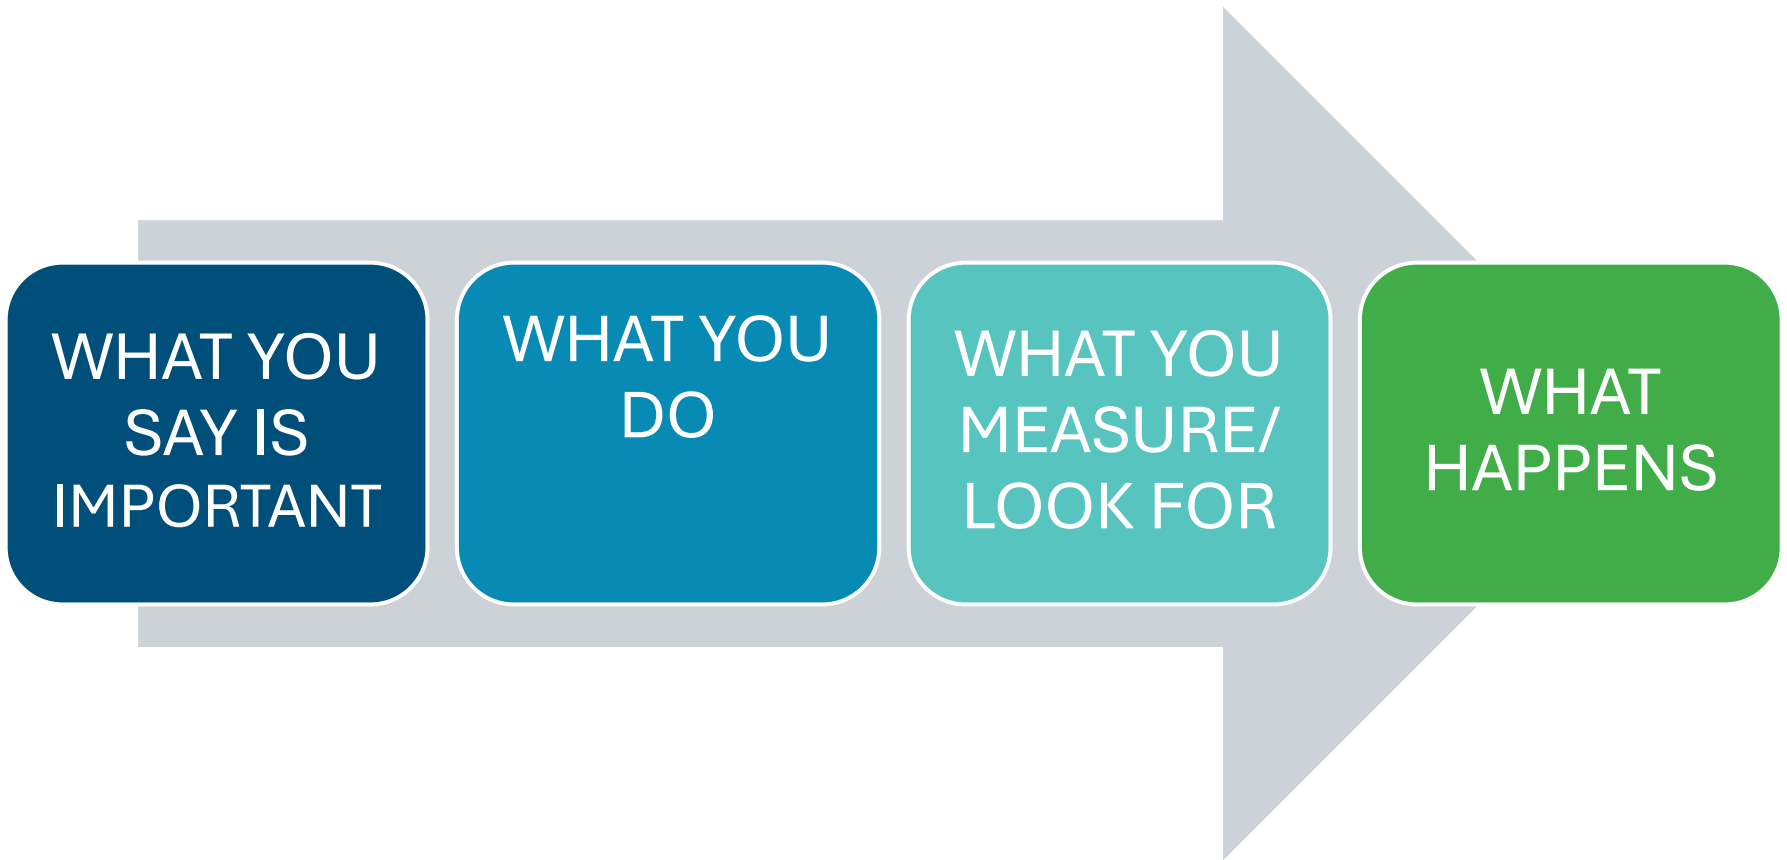 WHAT YOU
SAY IS
IMPORTANT
WHAT YOU
DO
WHAT YOU
MEASURE/
LOOK FOR
WHAT
HAPPENS